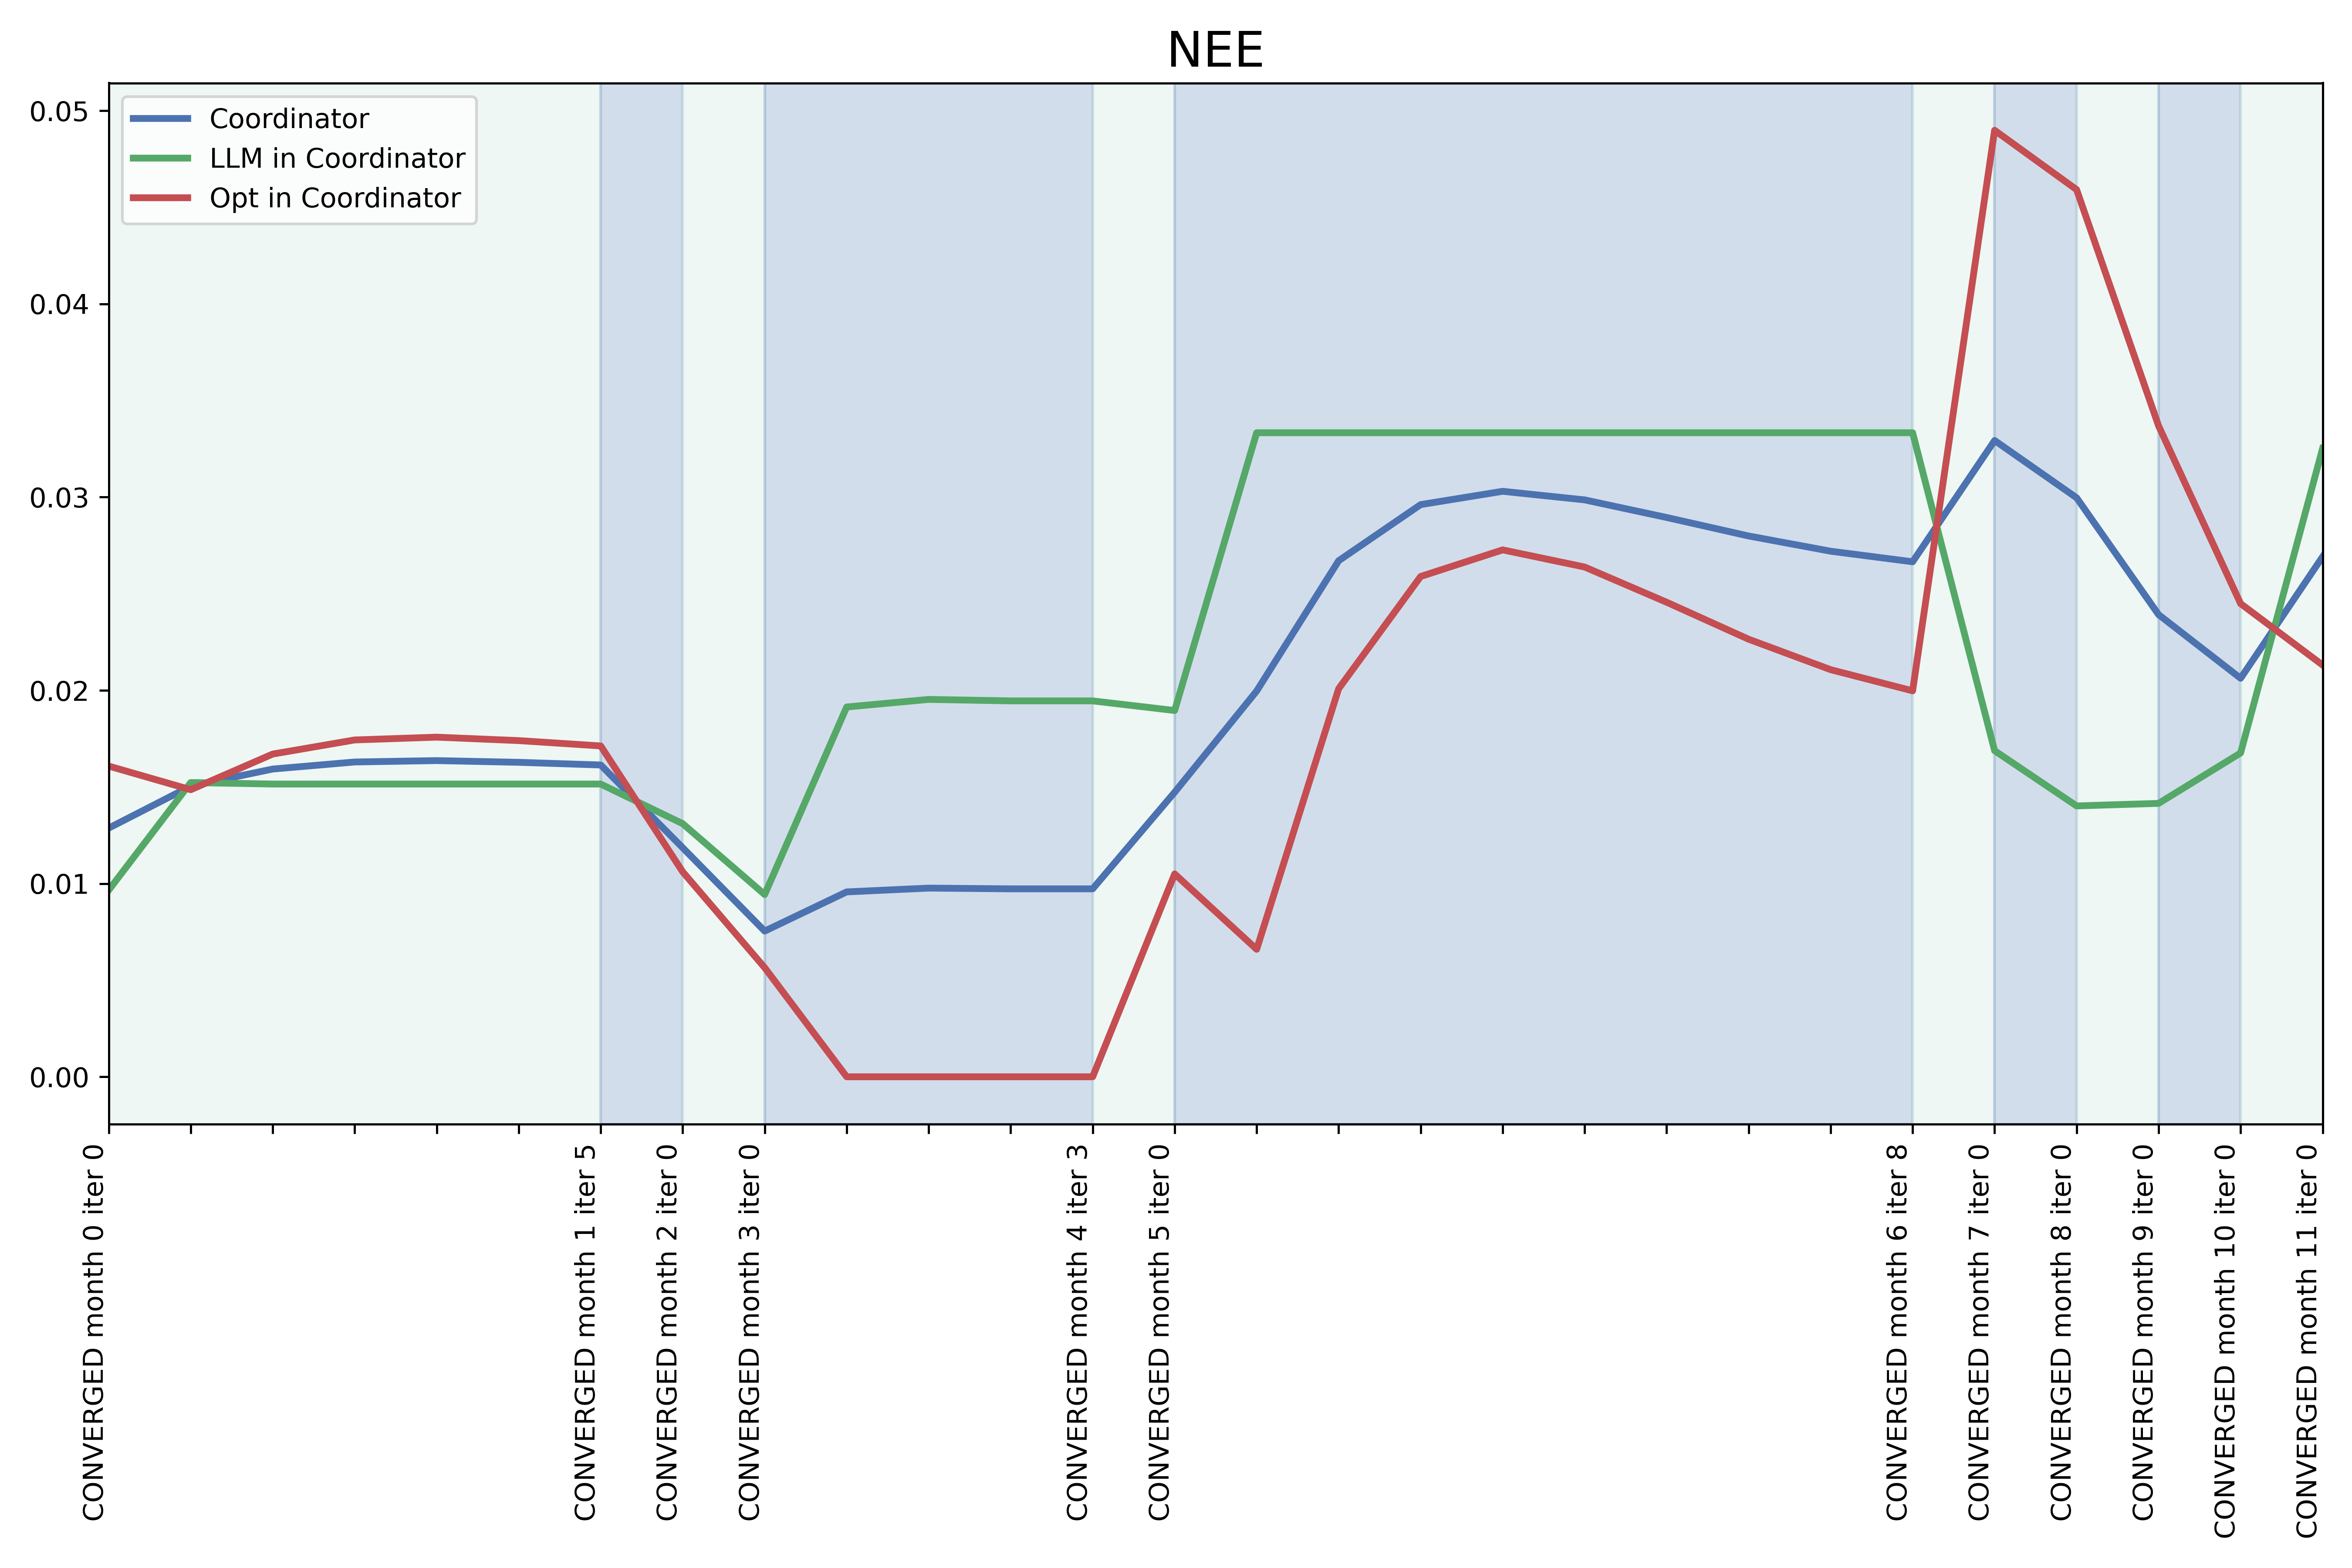 NEE
0.05
0.04
0.03
0.02
0.01
0.00
Coordinator
LLM in Coordinator
Opt in Coordinator
CONVERGED month 0 iter 0
CONVERGED month 1 iter 5
CONVERGED month 2 iter 0
CONVERGED month 3 iter 0
CONVERGED month 4 iter 3
CONVERGED month 5 iter 0
CONVERGED month 6 iter 8
CONVERGED month 7 iter 0
CONVERGED month 8 iter 0
CONVERGED month 9 iter 0
CONVERGED month 10 iter 0
CONVERGED month 11 iter 0